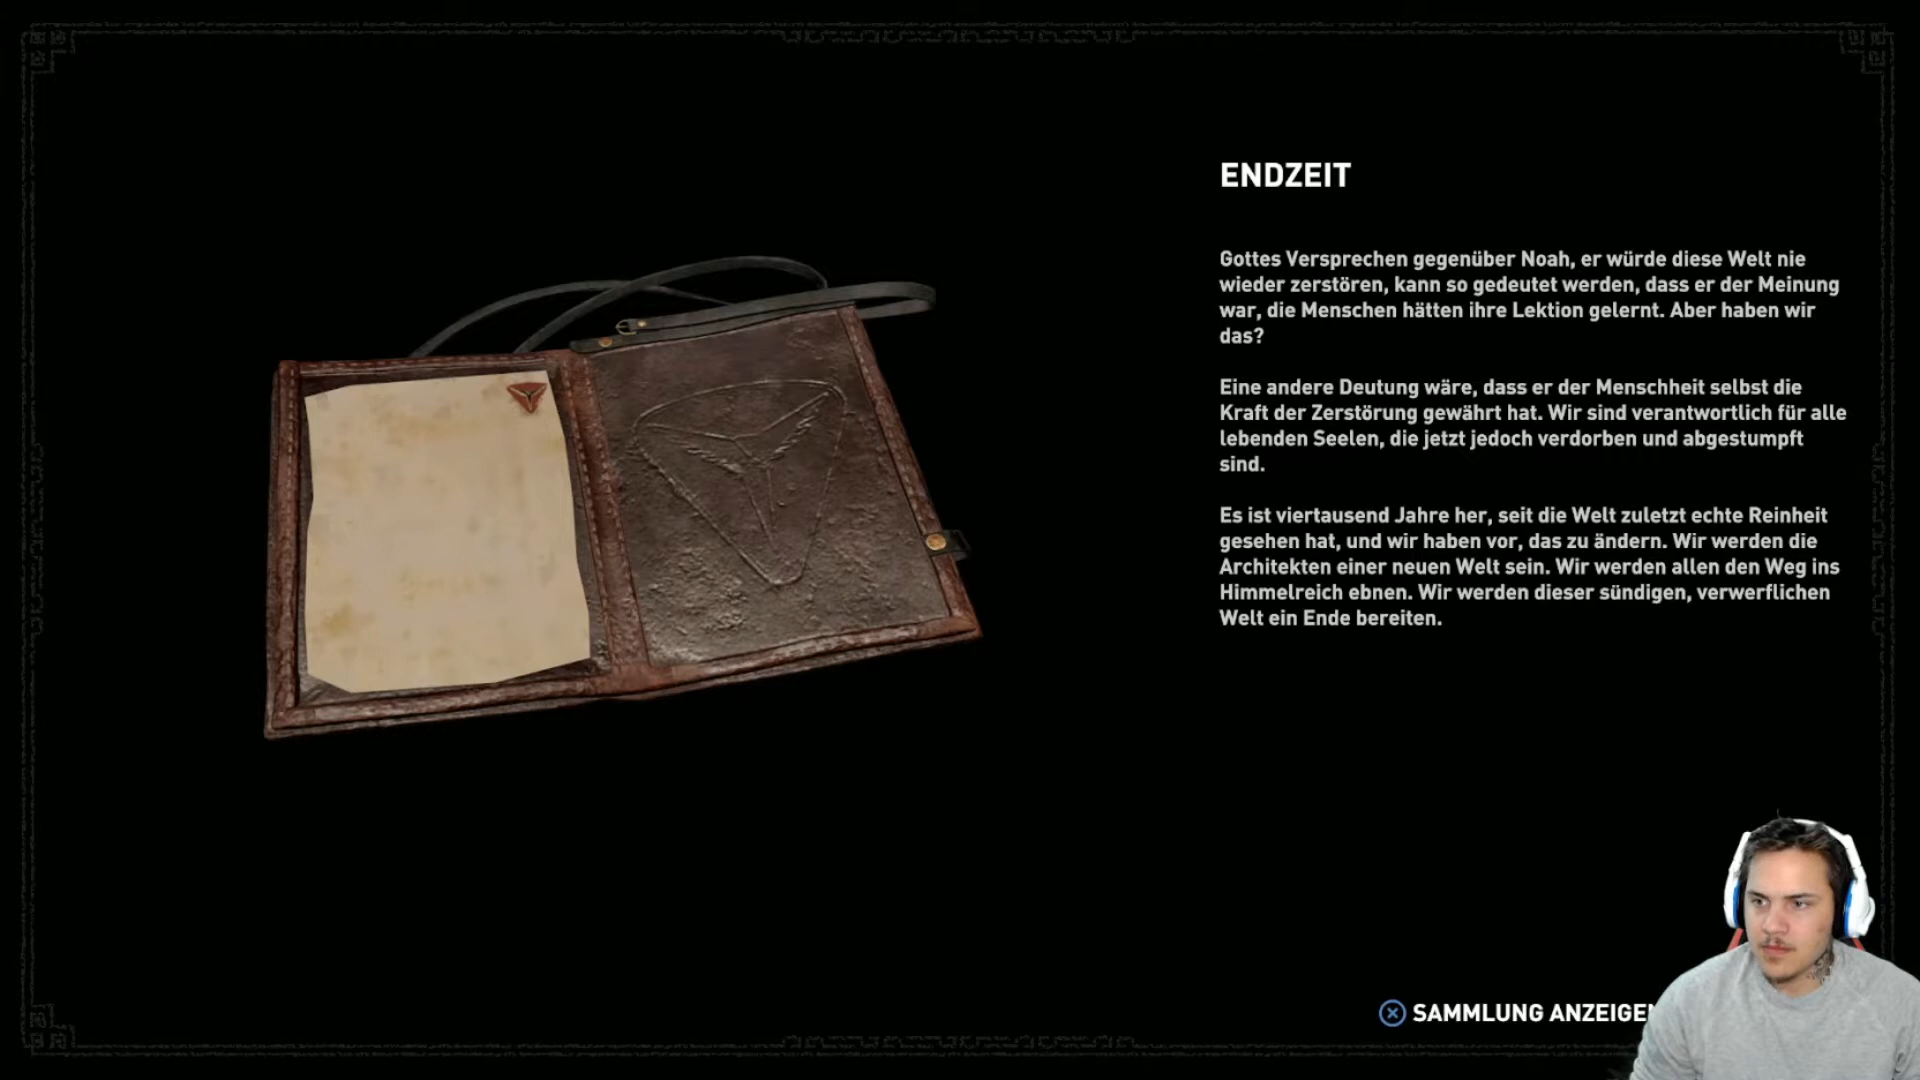 ENDZEIT
Gottes Versprechen gegenüber Noah, er würde diese Welt nie
wieder zerstören, kann so gedeutet werden, dass er der Meinung
war, die Menschen hätten ihre Lektion gelernt. Aber haben wir
das?
Eine andere Deutung wäre, dass er der Menschheit selbst die
Kraft der Zerstörung gewährt hat. Wir sind verantwortlich für alle
lebenden Seelen, die jetzt jedoch verdorben und abgestumpft
sind.
Es ist viertausend Jahre her, seit die Welt zuletzt echte Reinheit
gesehen hat, und wir haben vor, das zu ändern. Wir werden die
Architekten einer neuen Welt sein. Wir werden allen den Weg ins
Himmelreich ebnen. Wir werden dieser sündigen, verwerflichen
Welt ein Ende bereiten.
SAMMLUNG ANZEIGEN